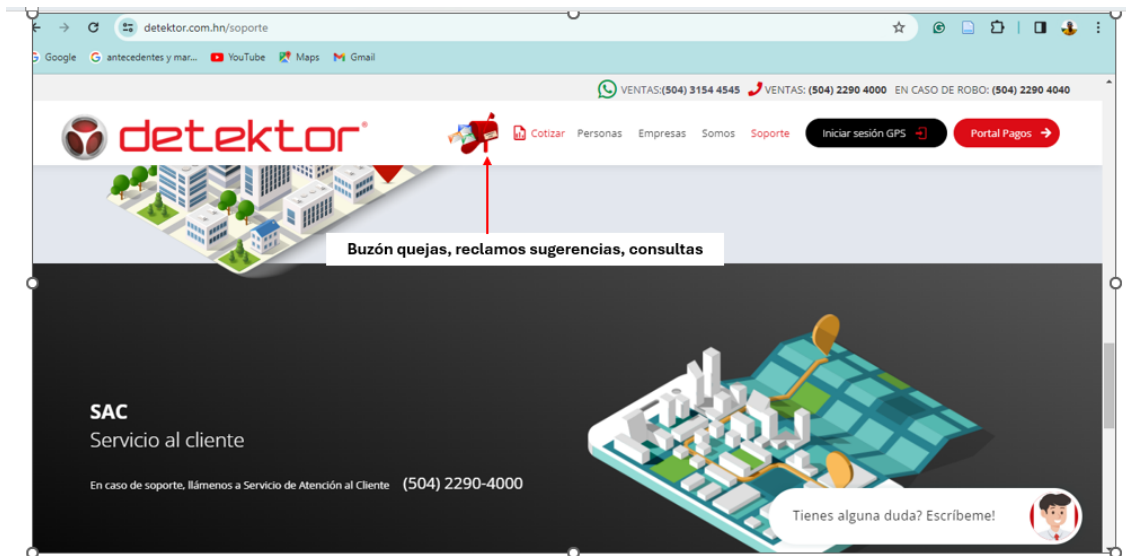 detektor.com.hn/soporte
Google antecedentes y mar... YouTube Maps Gmail
VENTAS:(504) 3154 4545 VENTAS: (504) 2290 4000 EN CASO DE ROBO: (504) 2290 4040
detektor® Cotizar Personas Empresas Somos Soporte Iniciar sesión GPS Portal Pagos
Buzón quejas, reclamos sugerencias, consultas
SAC
Servicio al cliente
En caso de soporte, llámenos a Servicio de Atención al Cliente (504) 2290-4000
Tienes alguna duda? Escríbeme!